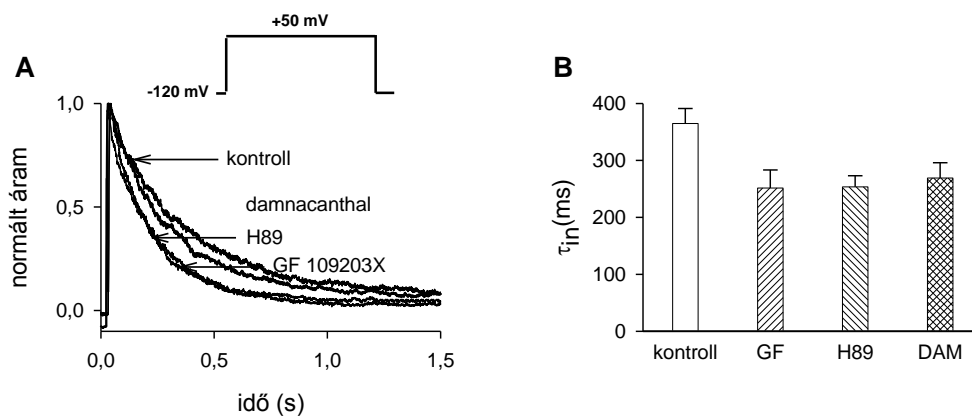 +50 mV
A
B
-120 mV
1,0
0,5
0,0
normált áram
kontroll
damnacanthal
H89
GF 109203X
0,0
0,5
1,0
1,5
idő (s)
400
300
200
100
0
τin(ms)
kontroll
GF
H89
DAM